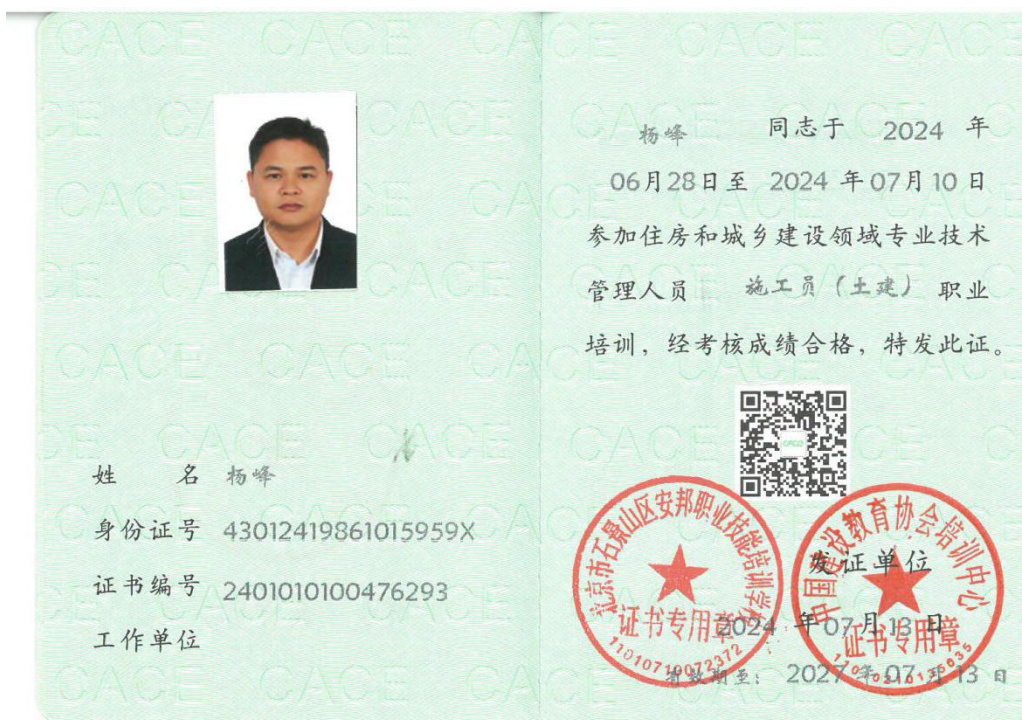 姓 名 杨峰
身份证号 43012419861015959X
证书编号 2401010100476293
工作单位
杨峰 同志于 2024 年
06月28日至 2024 年07月10日
参加住房和城乡建设领域专业技术
管理人员 施工员（土建） 职业
培训，经考核成绩合格，特发此证。
CACE
北京市石景山区安邦职业技能培训学校
证书专用章
11010710072372
中国建设教育协会培训中心
证书专用章
发证单位
2024 年07月13日
有效期至： 2027 年 07 月 13 日